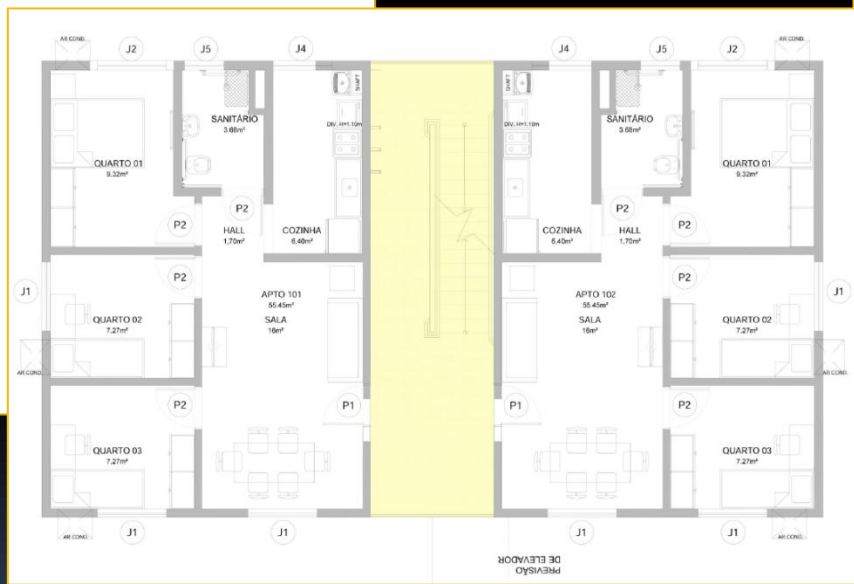 AR COND.
J2
J5
J4
J4
J5
J2
AR COND.
SHAFT
SHAFT
SANITÁRIO
3.68m²
DIV. H=1.10m
DIV. H=1.10m
SANITÁRIO
3.68m²
QUARTO 01
9.32m²
QUARTO 01
9.32m²
P2
P2
P2
HALL
1,70m²
COZINHA
6,40m²
COZINHA
6,40m²
HALL
1,70m²
P2
P2
P2
J1
J1
APTO 101
55.45m²
SALA
16m²
APTO 102
55.45m²
SALA
16m²
QUARTO 02
7.27m²
QUARTO 02
7.27m²
AR COND.
AR COND.
P2
P1
P1
P2
QUARTO 03
7.27m²
QUARTO 03
7.27m²
AR COND.
J1
J1
J1
J1
AR COND.
PREVISÃO
DE ELEVADOR